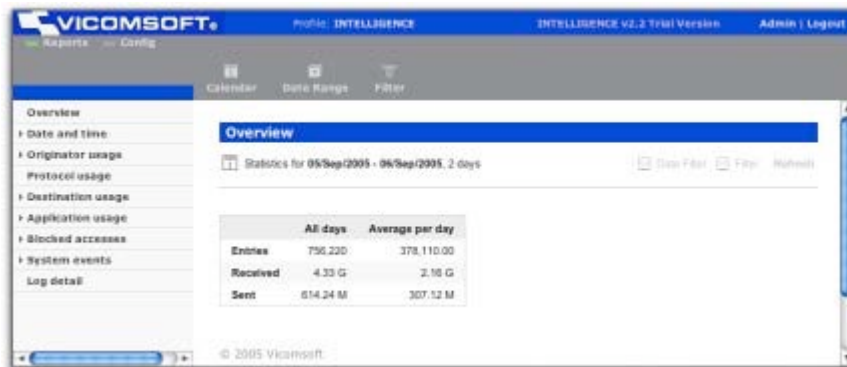 VICOMSOFT®
Profile: INTELLIGENCE
INTELLIGENCE v2.2 Trial Version
Admin | Logout
Reports
Config
Calendar
Date Range
Filter
Overview
Date and time
Originator usage
Protocol usage
Destination usage
Application usage
Blocked accesses
System events
Log detail
Overview
Statistics for 05/Sep/2005 - 06/Sep/2005, 2 days
Clear Filter
Filter
Refresh
All days Average per day
Entries 756,220 378,110.00
Received 4.33 G 2.16 G
Sent 614.24 M 307.12 M
© 2005 Vicomsoft